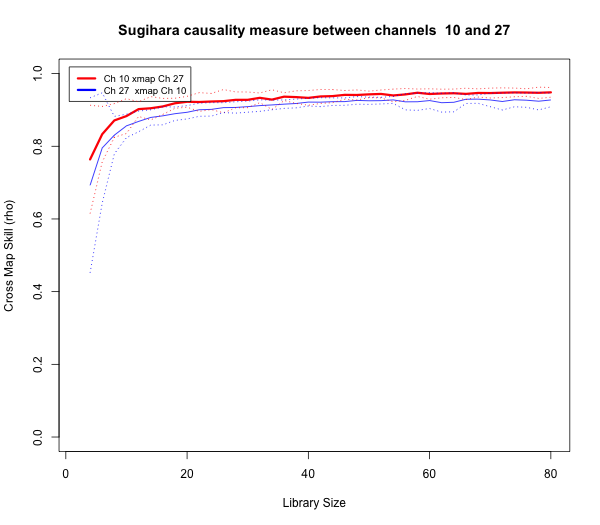 Sugihara causality measure between channels  10 and 27
Ch 10 xmap Ch 27
Ch 27  xmap Ch 10
Cross Map Skill (rho)
1.0
0.8
0.6
0.4
0.2
0.0
0 20 40 60 80
Library Size